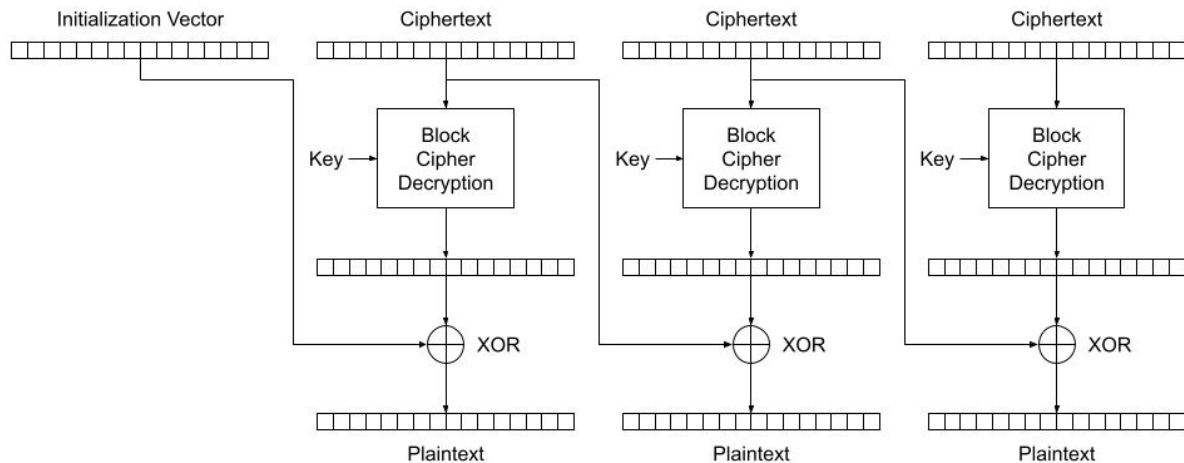 Initialization Vector
Ciphertext
Ciphertext
Ciphertext
Key
Block
Cipher
Decryption
Key
Block
Cipher
Decryption
Key
Block
Cipher
Decryption
XOR
XOR
XOR
Plaintext
Plaintext
Plaintext